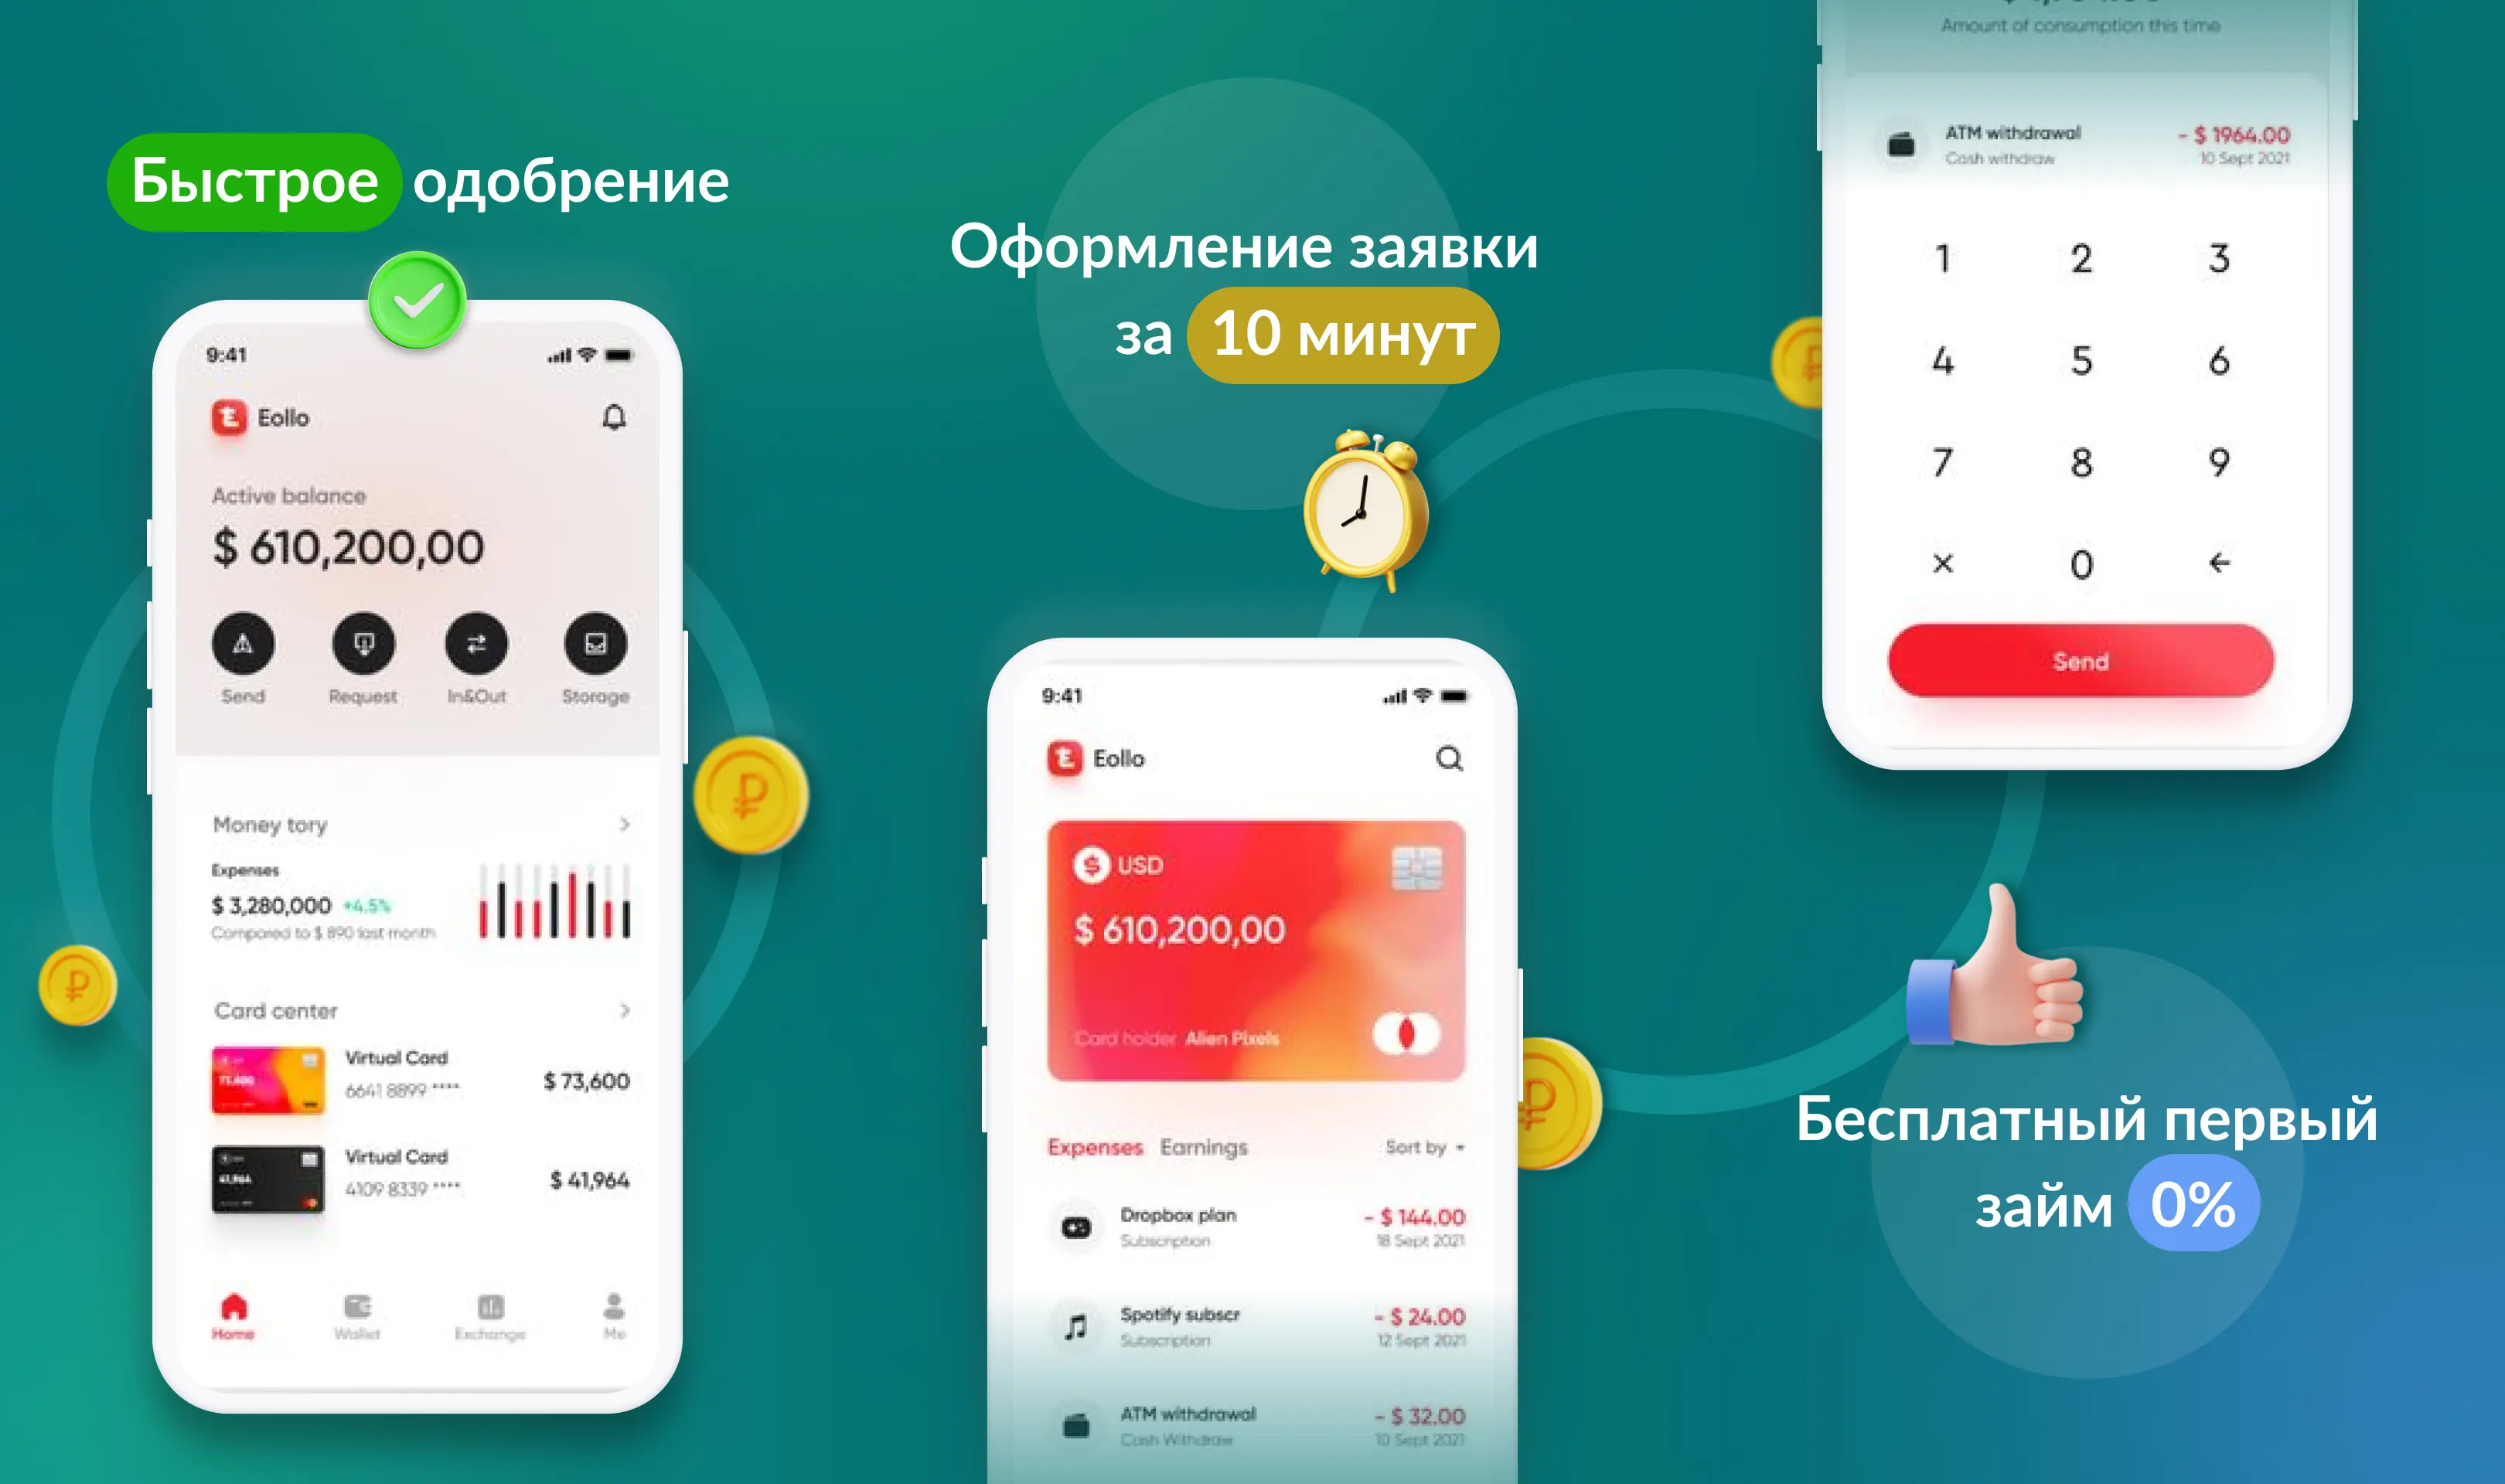 Быстрое одобрение
9:41
Eollo
Active balance
$ 610,200,00
Send Request In&Out Storage
Money tory
Expenses
$ 3,280,000 +4.5%
Compared to $ 890 last month
Card center
Virtual Card
6641 8899 ****
$ 73,600
Virtual Card
4109 8339 ****
$ 41,964
Home Wallet Exchange Me
Оформление заявки
за 10 минут
9:41
Eollo
$ USD
$ 610,200,00
Card holder Alien Pixels
Expenses Earnings Sort by
Dropbox plan - $ 144.00
Subscription 18 Sept 2021
Spotify subscr - $ 24.00
Subscription 12 Sept 2021
ATM withdrawal - $ 32.00
Cash Withdraw 10 Sept 2021
Amount of consumption this time
ATM withdrawal - $ 1964.00
Cash withdraw 10 Sept 2021
1 2 3
4 5 6
7 8 9
× 0 ←
Send
Бесплатный первый
займ 0%